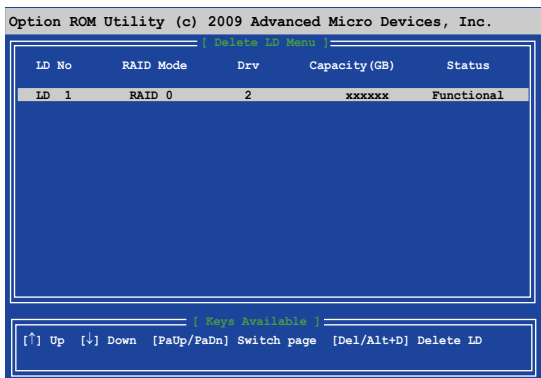 Option ROM Utility (c) 2009 Advanced Micro Devices, Inc.
[ Delete LD Menu ]
LD No RAID Mode Drv Capacity(GB) Status
LD 1 RAID 0 2 xxxxxx Functional
[ Keys Available ]
[↑] Up [↓] Down [PaUp/PaDn] Switch page [Del/Alt+D] Delete LD